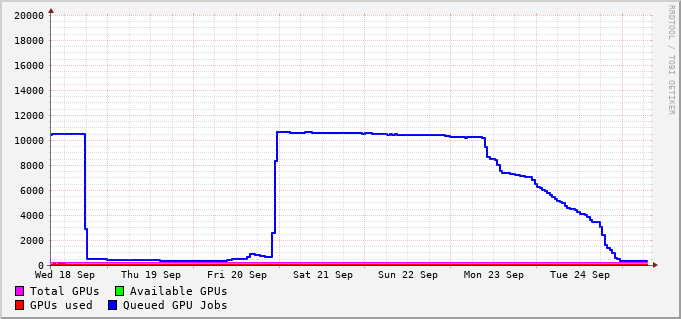 20000
18000
16000
14000
12000
10000
8000
6000
4000
2000
0
Wed 18 Sep Thu 19 Sep Fri 20 Sep Sat 21 Sep Sun 22 Sep Mon 23 Sep Tue 24 Sep
Total GPUs Available GPUs
GPUs used Queued GPU Jobs
RRDTOOL / TOBI OETIKER